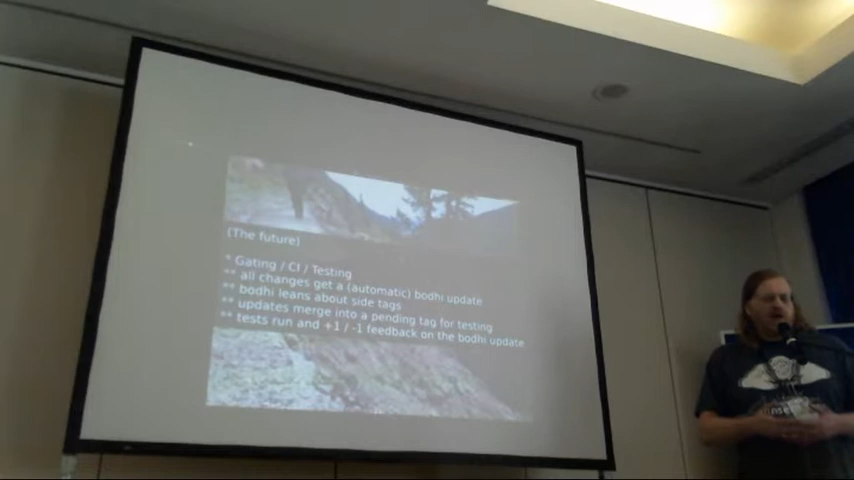 (The future)
* Gating / CI / Testing
** all changes get a (automatic) bodhi update
** bodhi leans about side tags
** updates merge into a pending tag for testing
** tests run and +1 / -1 feedback on the bodhi update